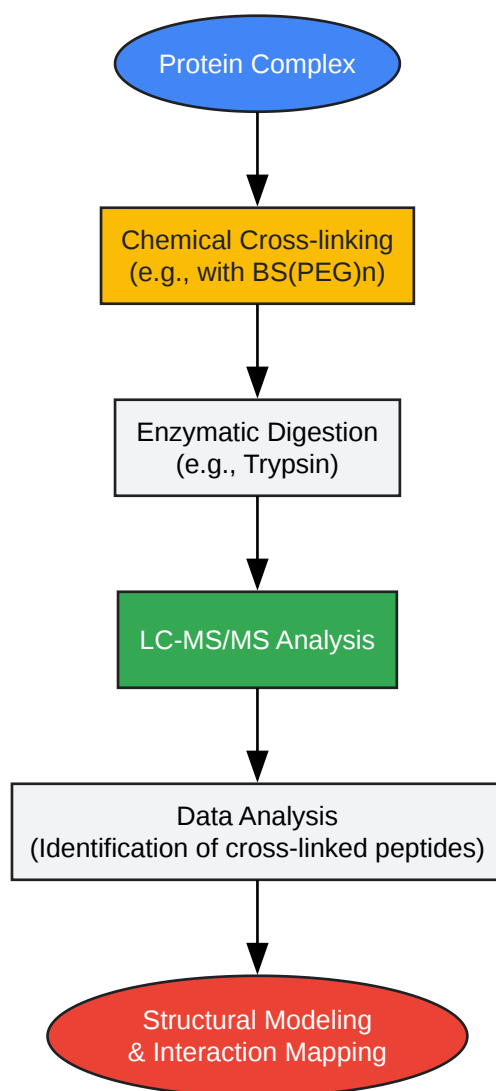 Protein Complex
Chemical Cross-linking
(e.g., with BS(PEG)n)
Enzymatic Digestion
(e.g., Trypsin)
LC-MS/MS Analysis
Data Analysis
(Identification of cross-linked peptides)
Structural Modeling
& Interaction Mapping